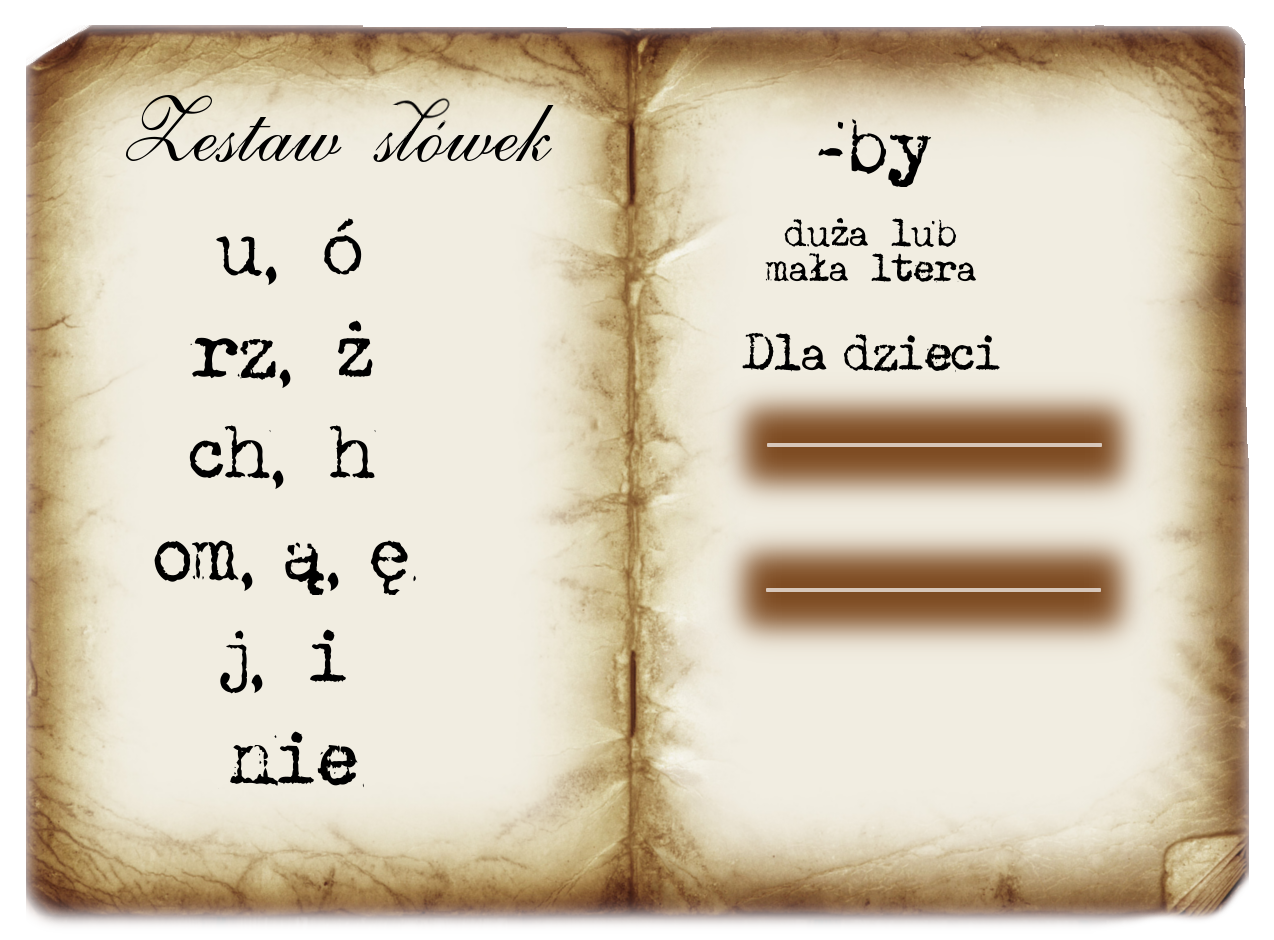 Zestaw słówek
u, ó
rz, ż
ch, h
om, ą, ę
j, i
nie
-by
duża lub
mała ltera
Dla dzieci